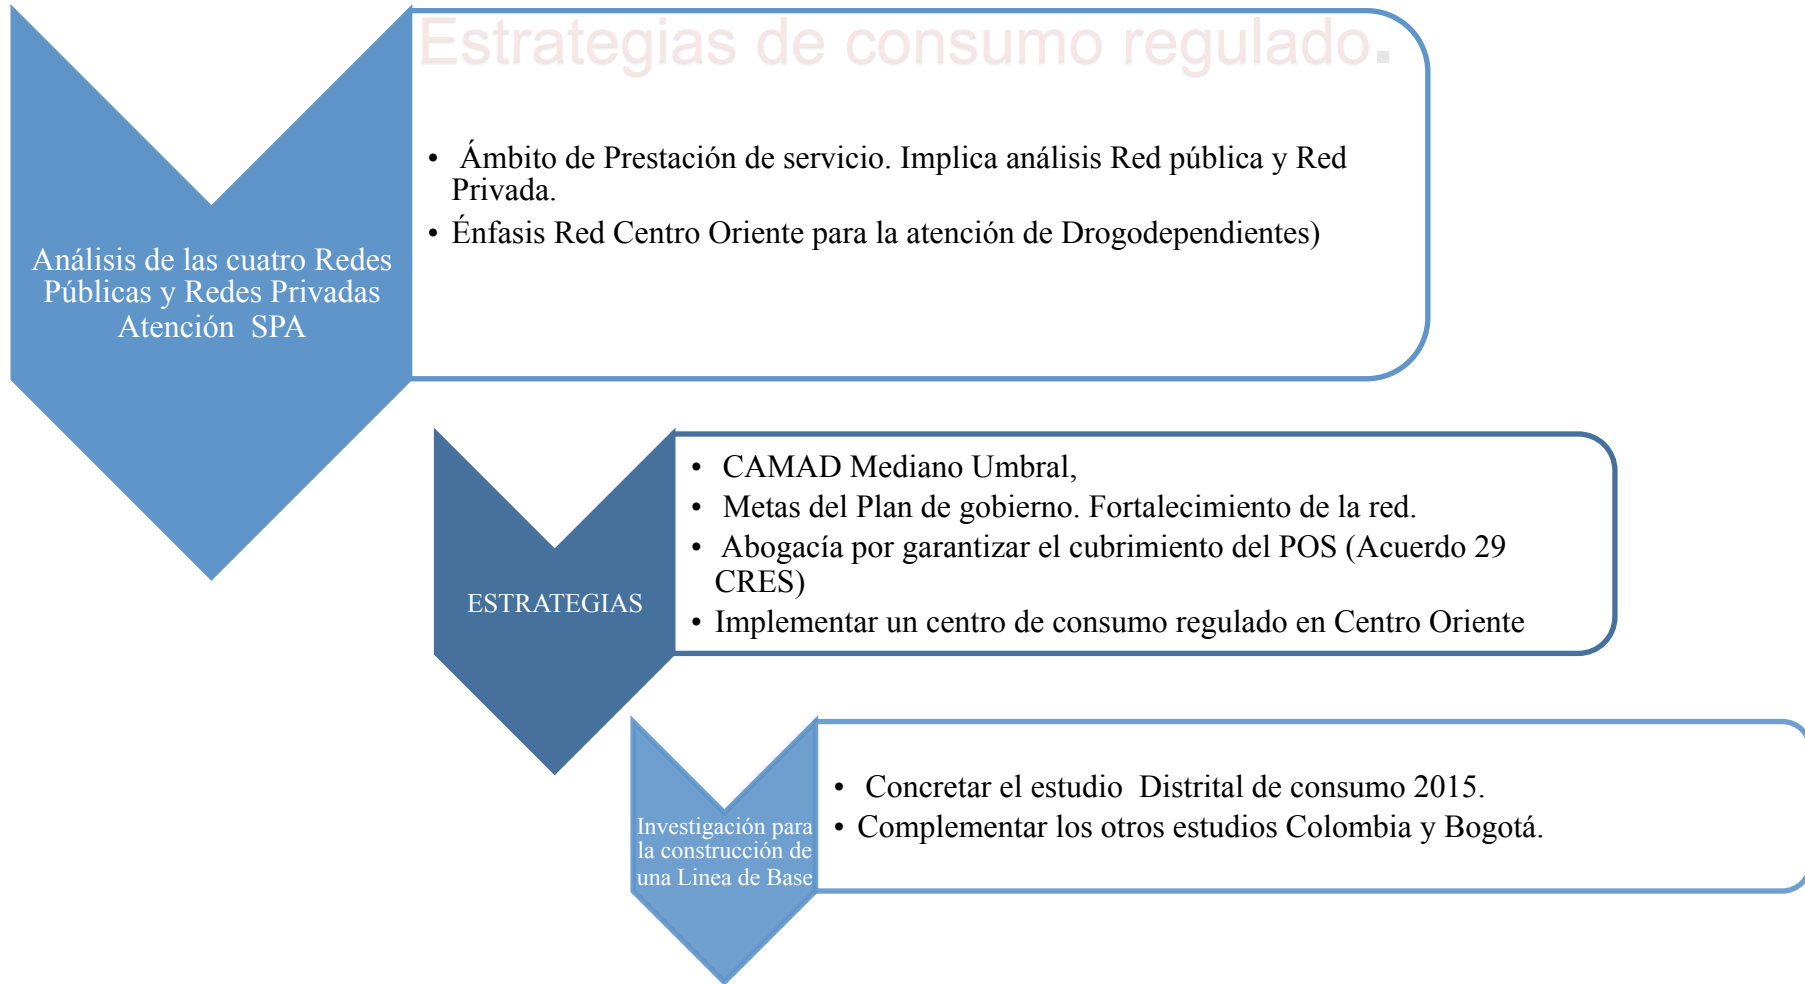 Estrategias de consumo regulado.
• Ámbito de Prestación de servicio. Implica análisis Red pública y Red
Privada.
• Énfasis Red Centro Oriente para la atención de Drogodependientes)
Análisis de las cuatro Redes
Públicas y Redes Privadas
Atención SPA
• CAMAD Mediano Umbral,
• Metas del Plan de gobierno. Fortalecimiento de la red.
• Abogacía por garantizar el cubrimiento del POS (Acuerdo 29
CRES)
• Implementar un centro de consumo regulado en Centro Oriente
ESTRATEGIAS
• Concretar el estudio Distrital de consumo 2015.
• Complementar los otros estudios Colombia y Bogotá.
Investigación para
la construcción de
una Linea de Base